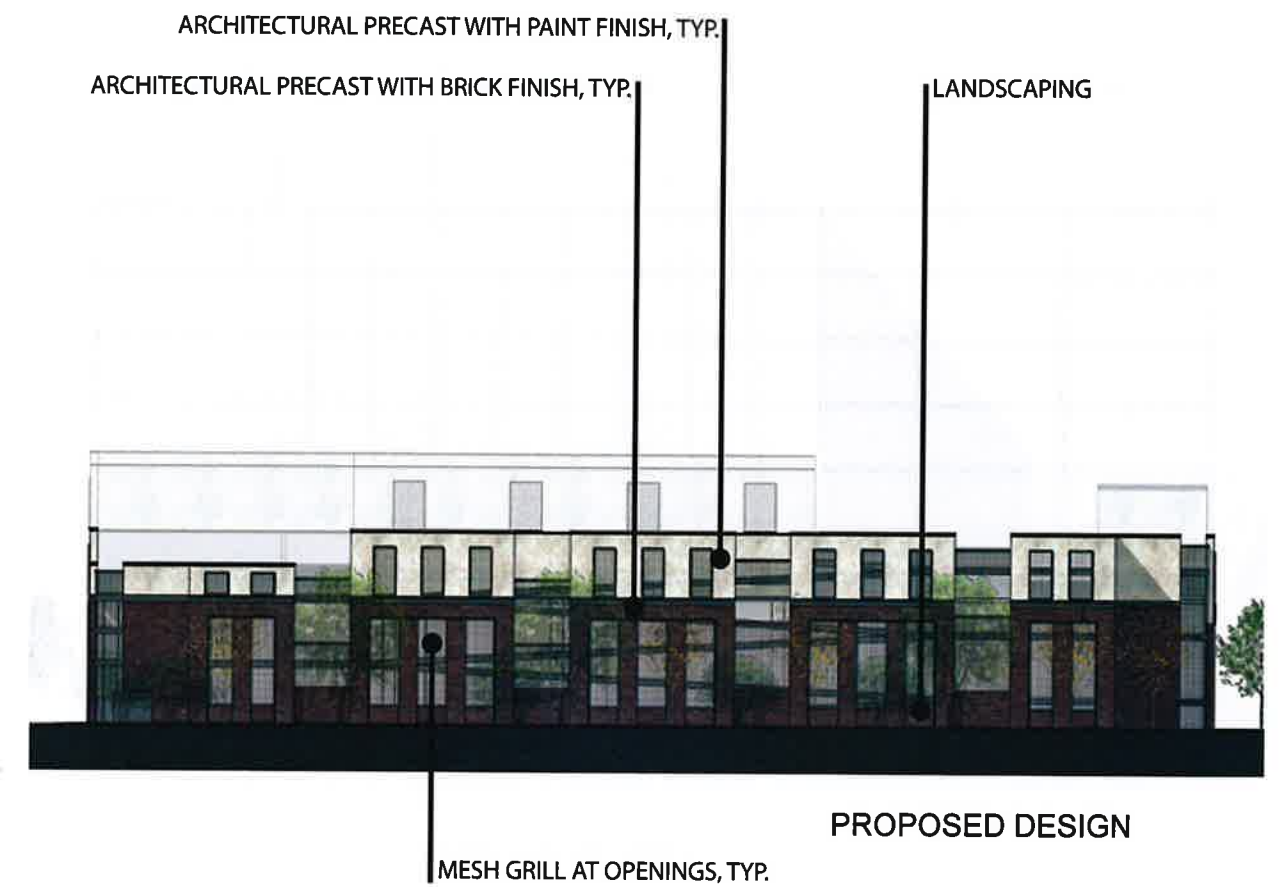 ARCHITECTURAL PRECAST WITH PAINT FINISH, TYP.
ARCHITECTURAL PRECAST WITH BRICK FINISH, TYP.
LANDSCAPING
PROPOSED DESIGN
MESH GRILL AT OPENINGS, TYP.